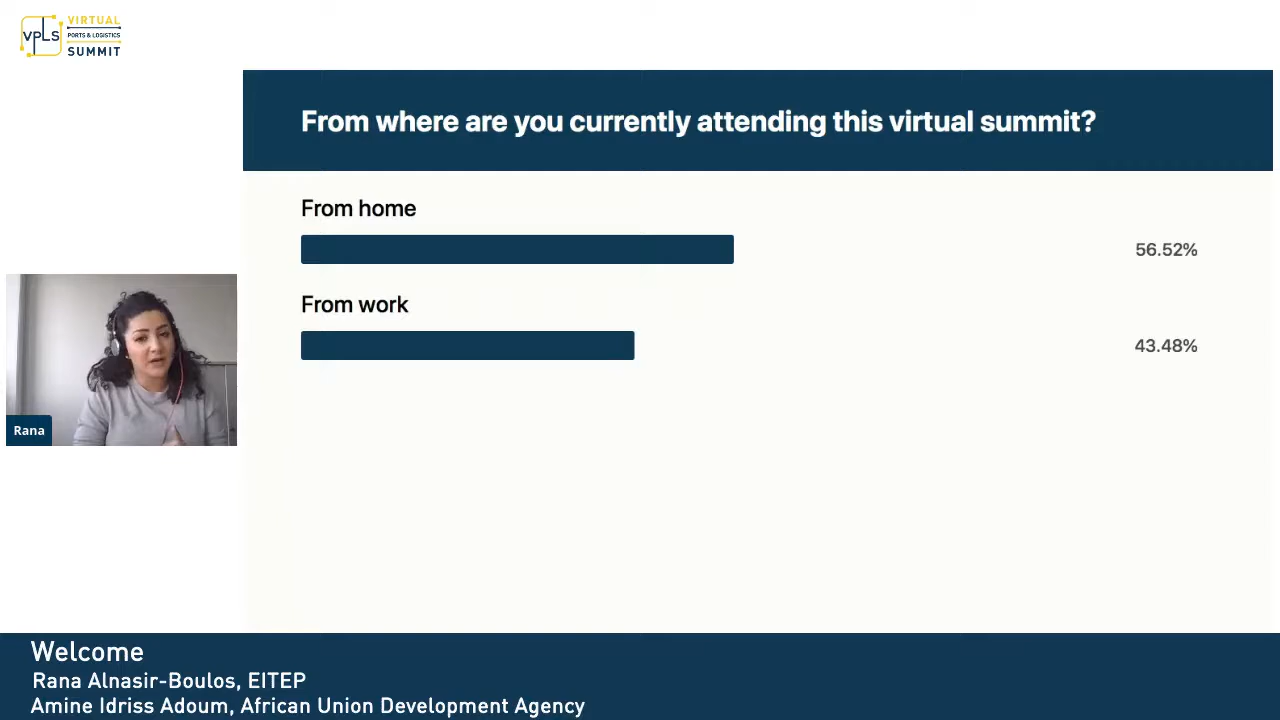 vpLs
VIRTUAL
PORTS & LOGISTICS
SUMMIT
From where are you currently attending this virtual summit?
From home
56.52%
From work
43.48%
Rana
Welcome
Rana Alnasir-Boulos, EITEP
Amine Idriss Adoum, African Union Development Agency